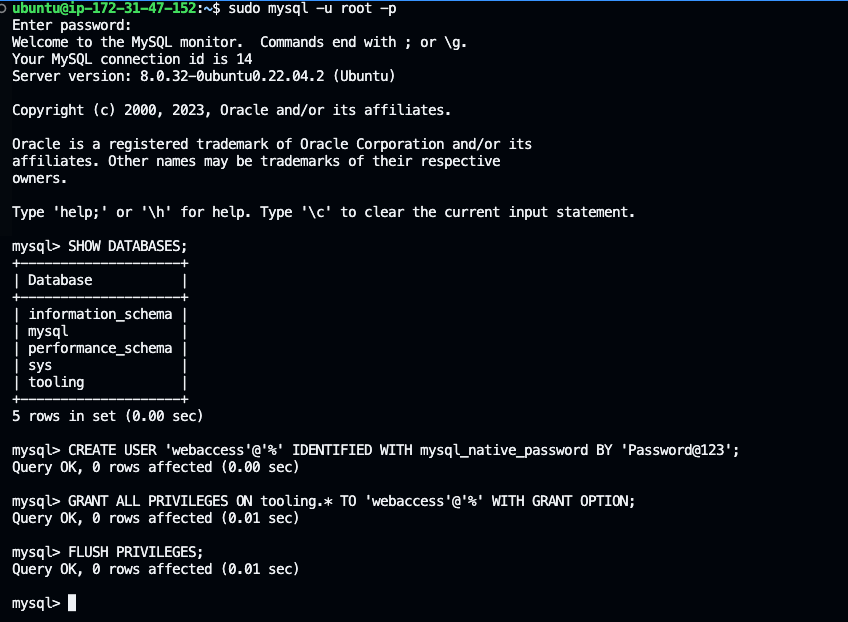 ubuntu@ip-172-31-47-152:~$ sudo mysql -u root -p
Enter password:
Welcome to the MySQL monitor.  Commands end with ; or \g.
Your MySQL connection id is 14
Server version: 8.0.32-0ubuntu0.22.04.2 (Ubuntu)
Copyright (c) 2000, 2023, Oracle and/or its affiliates.
Oracle is a registered trademark of Oracle Corporation and/or its
affiliates. Other names may be trademarks of their respective
owners.
Type 'help;' or '\h' for help. Type '\c' to clear the current input statement.
mysql> SHOW DATABASES;
+--------------------+
| Database           |
+--------------------+
| information_schema |
| mysql              |
| performance_schema |
| sys                |
| tooling            |
+--------------------+
5 rows in set (0.00 sec)
mysql> CREATE USER 'webaccess'@'%' IDENTIFIED WITH mysql_native_password BY 'Password@123';
Query OK, 0 rows affected (0.00 sec)
mysql> GRANT ALL PRIVILEGES ON tooling.* TO 'webaccess'@'%' WITH GRANT OPTION;
Query OK, 0 rows affected (0.01 sec)
mysql> FLUSH PRIVILEGES;
Query OK, 0 rows affected (0.01 sec)
mysql>